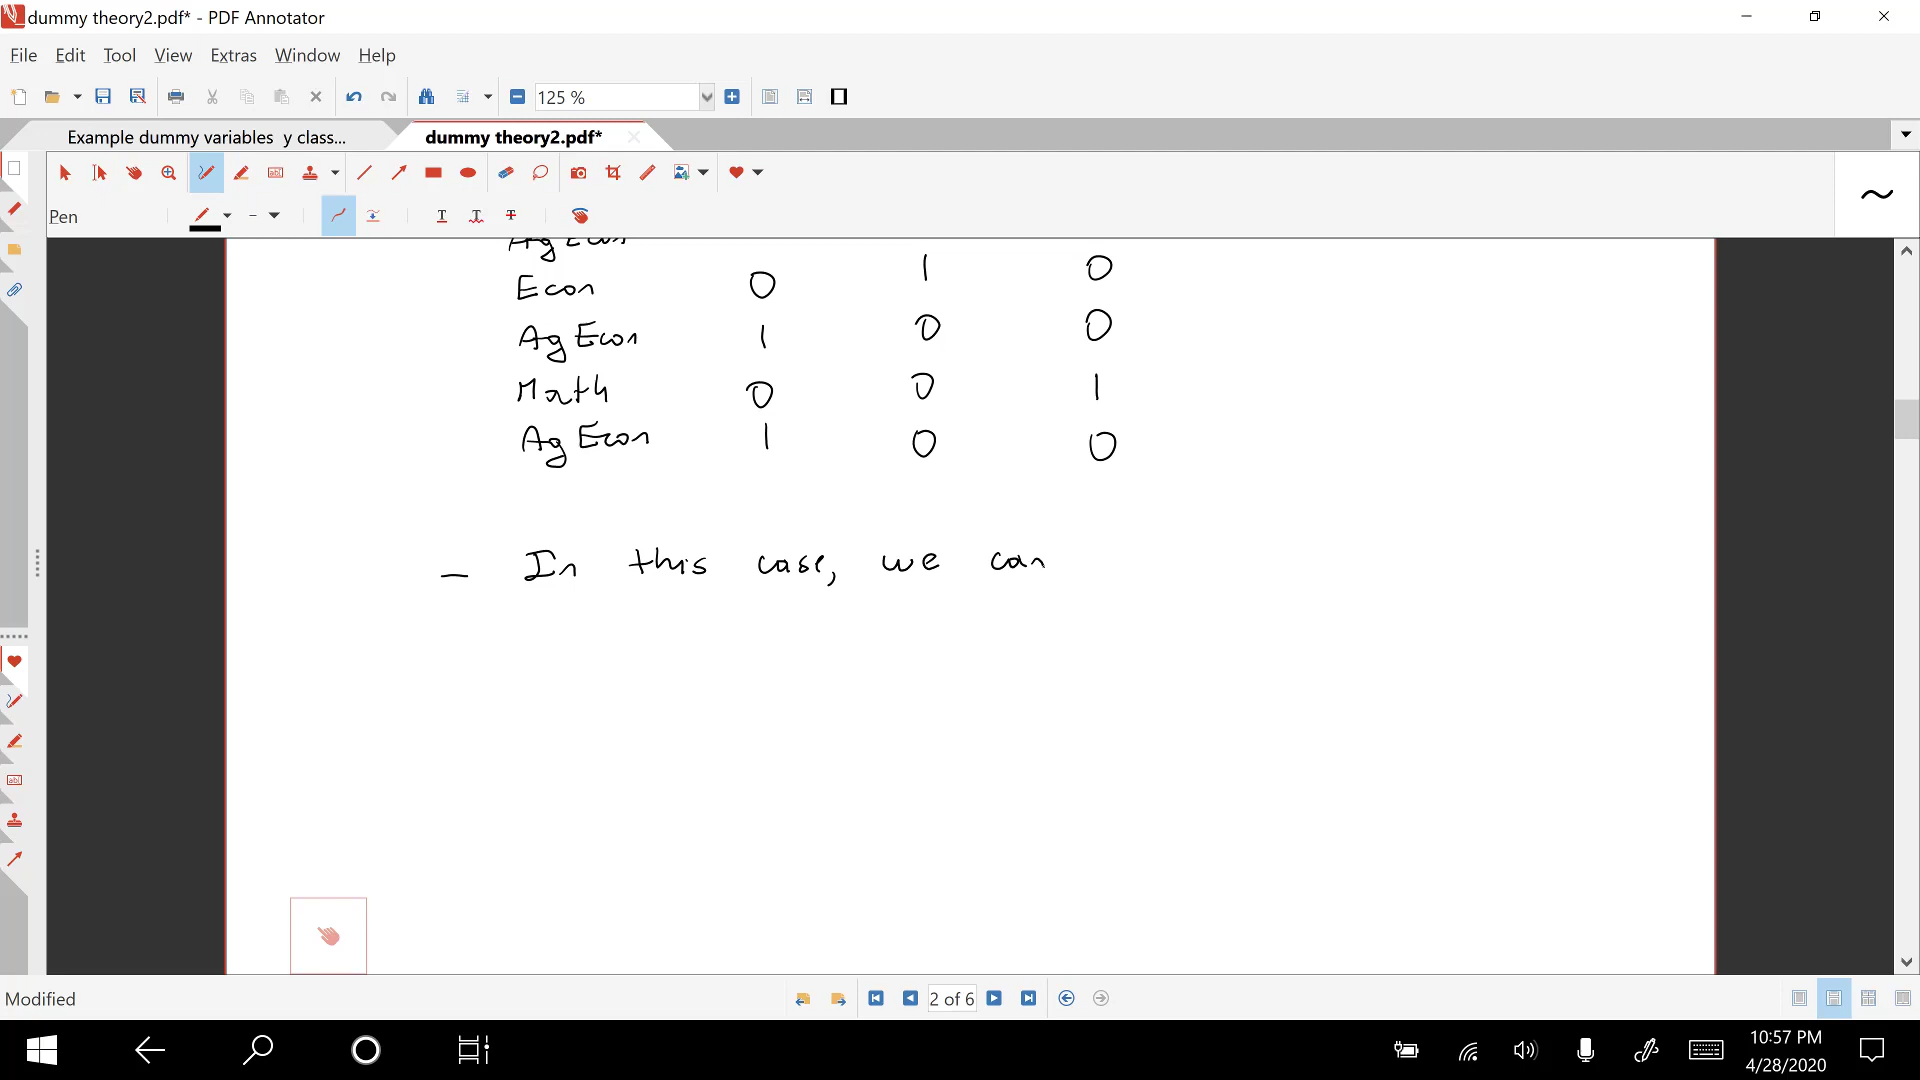 dummy theory2.pdf* - PDF Annotator
File Edit Tool View Extras Window Help
125 %
Example dummy variables y class... dummy theory2.pdf*
Pen
Ag Econ
Econ 0 1 0
Ag Econ 1 0 0
Math 0 0 1
Ag Econ 1 0 0
– In this case, we can
Modified 2 of 6
10:57 PM
4/28/2020